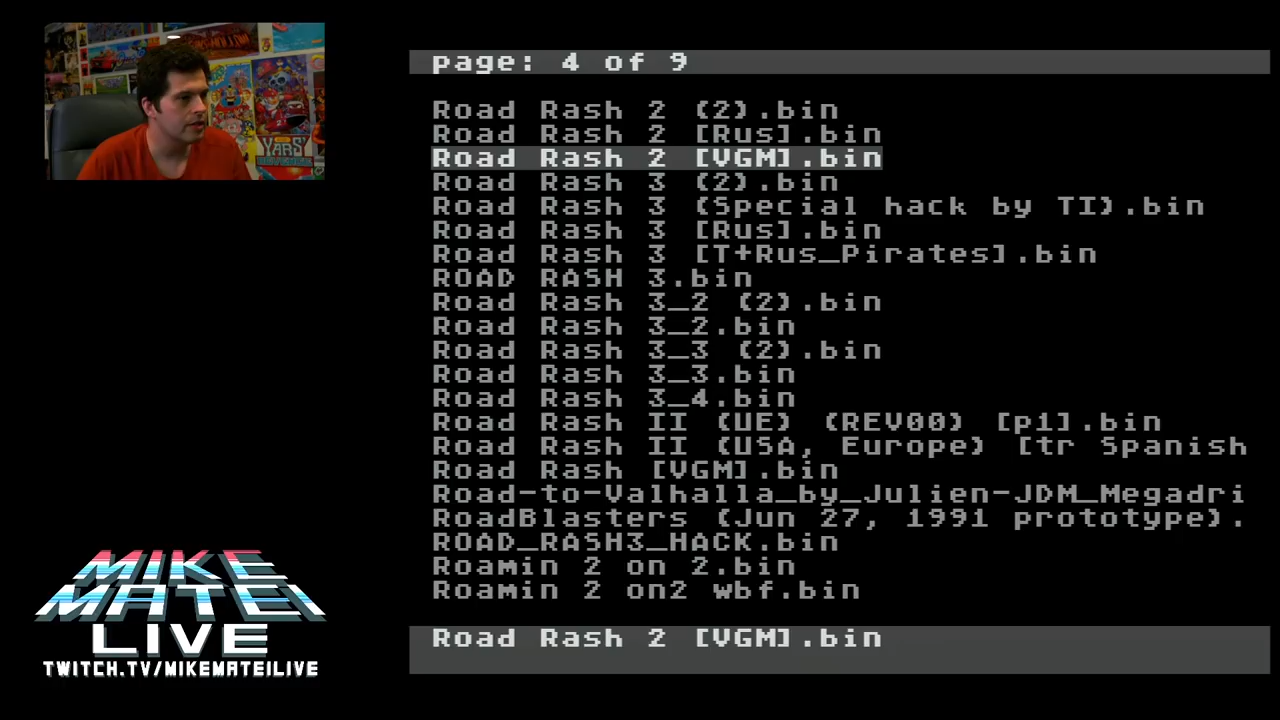 page: 4 of 9
Road Rash 2 (2).bin
Road Rash 2 [Rus].bin
Road Rash 2 [VGM].bin
Road Rash 3 (2).bin
Road Rash 3 (Special hack by TI).bin
Road Rash 3 [Rus].bin
Road Rash 3 [T+Rus_Pirates].bin
ROAD RASH 3.bin
Road Rash 3_2 (2).bin
Road Rash 3_2.bin
Road Rash 3_3 (2).bin
Road Rash 3_3.bin
Road Rash 3_4.bin
Road Rash II (UE) (REV00) [p1].bin
Road Rash II (USA, Europe) [tr Spanish
Road Rash [VGM].bin
Road-to-Valhalla_by_Julien-JDM_Megadri
RoadBlasters (Jun 27, 1991 prototype).
ROAD_RASH3_HACK.bin
Roamin 2 on 2.bin
Roamin 2 on2 wbf.bin
Road Rash 2 [VGM].bin
YARS'
REVENGE
MIKE
MATEI
LIVE
TWITCH.TV/MIKEMATEILIVE